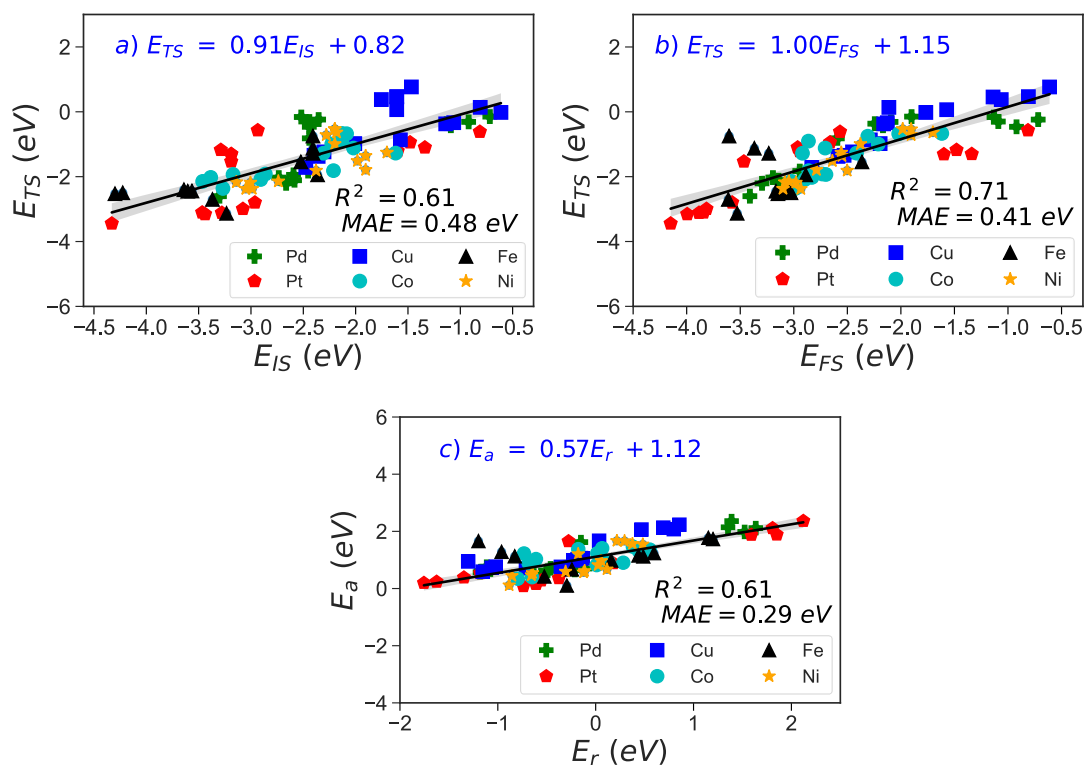 a) E_TS = 0.91E_IS + 0.82
2
0
−2
−4
−6
E_TS (eV)
R² = 0.61
MAE = 0.48 eV
Pd Cu Fe
Pt Co Ni
−4.5 −4.0 −3.5 −3.0 −2.5 −2.0 −1.5 −1.0 −0.5
E_IS (eV)
b) E_TS = 1.00E_FS + 1.15
2
0
−2
−4
−6
E_TS (eV)
R² = 0.71
MAE = 0.41 eV
Pd Cu Fe
Pt Co Ni
−4.5 −4.0 −3.5 −3.0 −2.5 −2.0 −1.5 −1.0 −0.5
E_FS (eV)
c) E_a = 0.57E_r + 1.12
6
4
2
0
−2
−4
E_a (eV)
R² = 0.61
MAE = 0.29 eV
Pd Cu Fe
Pt Co Ni
−2 −1 0 1 2
E_r (eV)